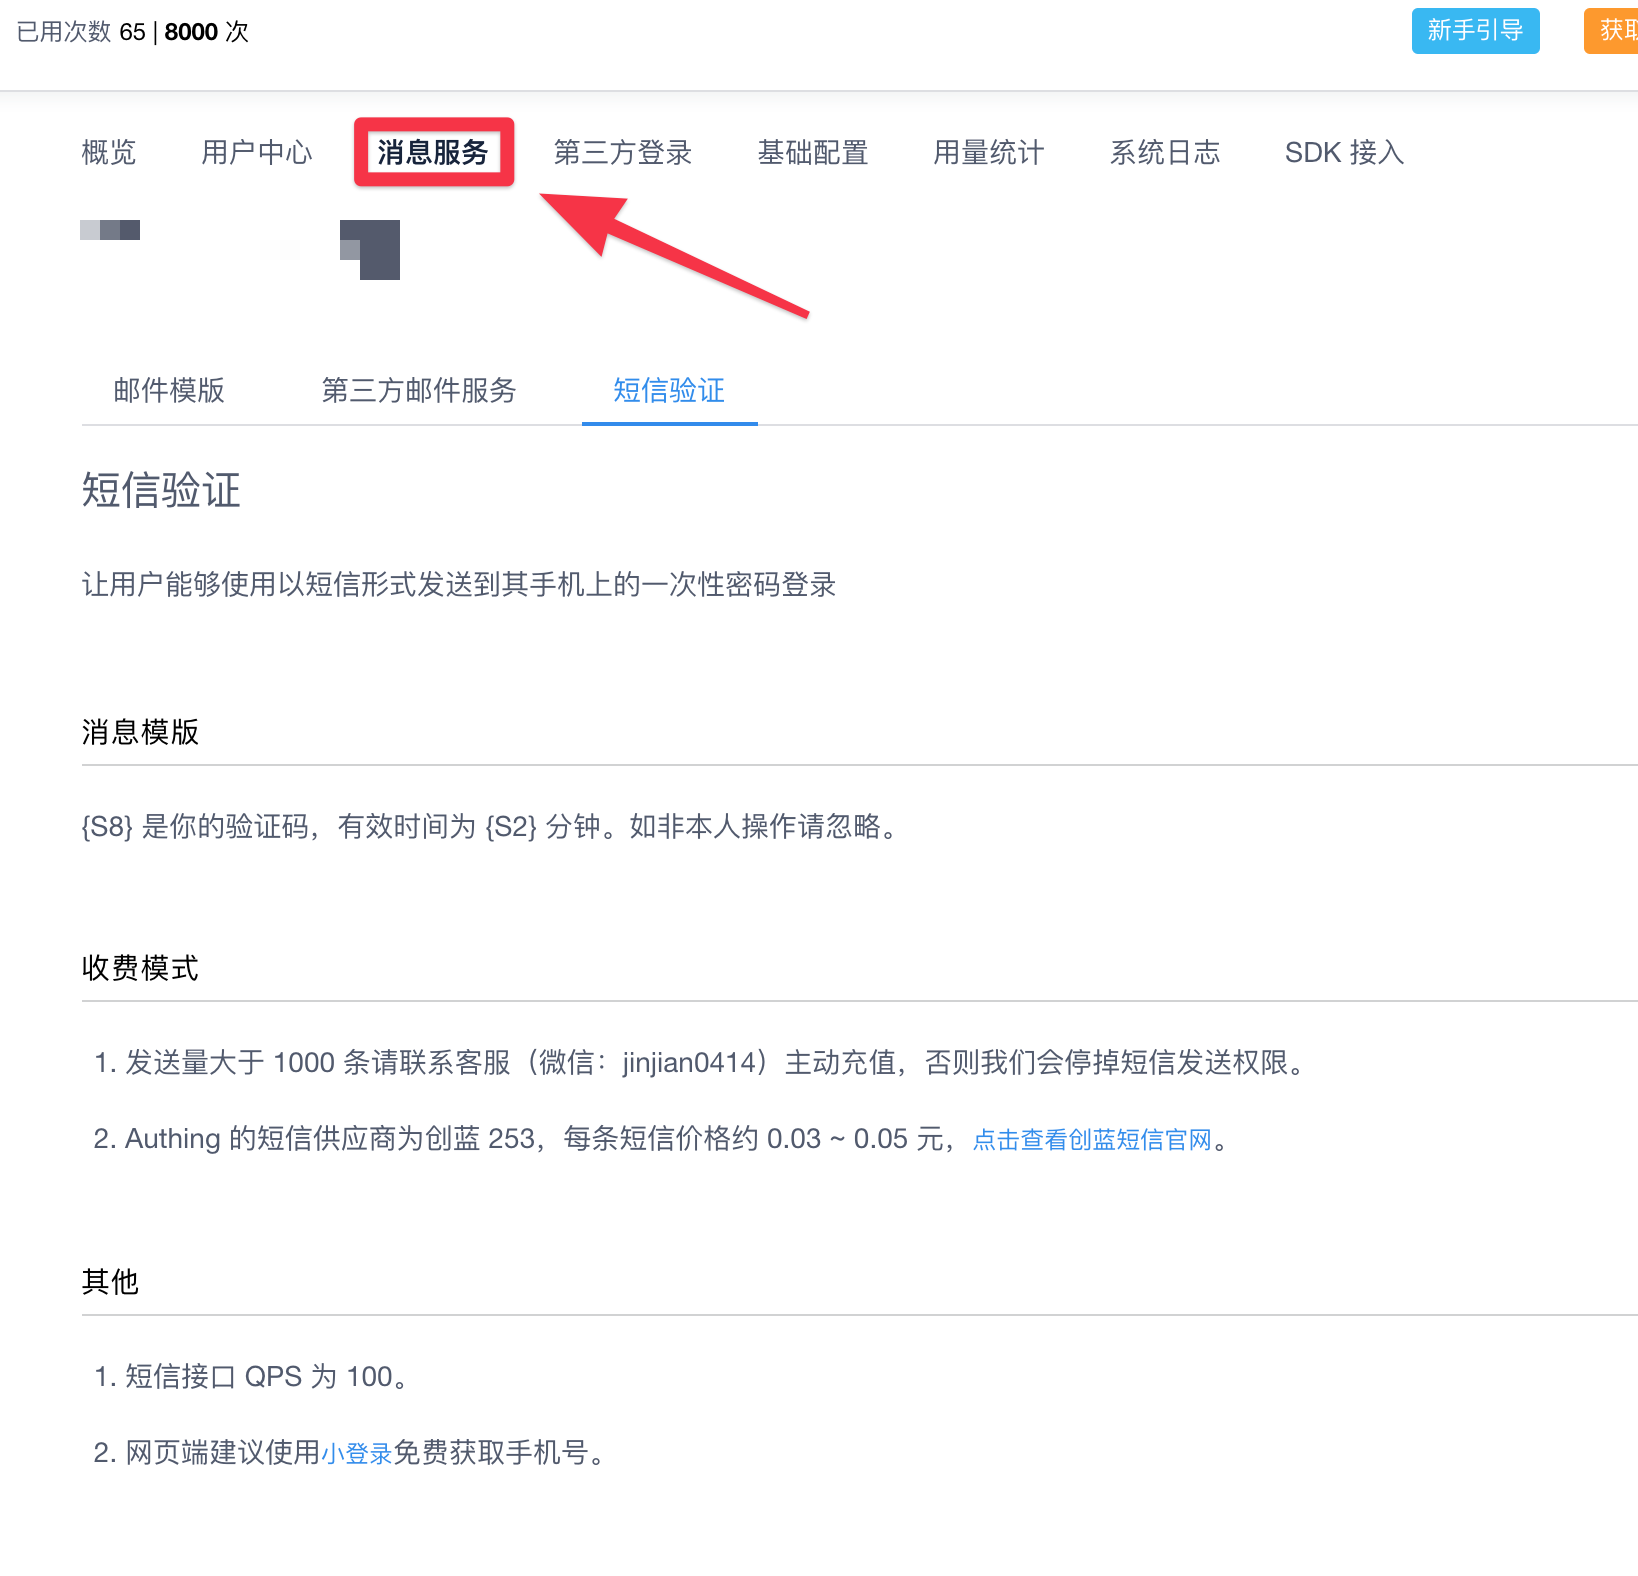 已用次数 65 | 8000 次
新手引导
获取
概览 用户中心 消息服务 第三方登录 基础配置 用量统计 系统日志 SDK 接入
邮件模版 第三方邮件服务 短信验证
短信验证
让用户能够使用以短信形式发送到其手机上的一次性密码登录
消息模版
{S8} 是你的验证码，有效时间为 {S2} 分钟。如非本人操作请忽略。
收费模式
1. 发送量大于 1000 条请联系客服（微信：jinjian0414）主动充值，否则我们会停掉短信发送权限。
2. Authing 的短信供应商为创蓝 253，每条短信价格约 0.03 ~ 0.05 元，点击查看创蓝短信官网。
其他
1. 短信接口 QPS 为 100。
2. 网页端建议使用小登录免费获取手机号。